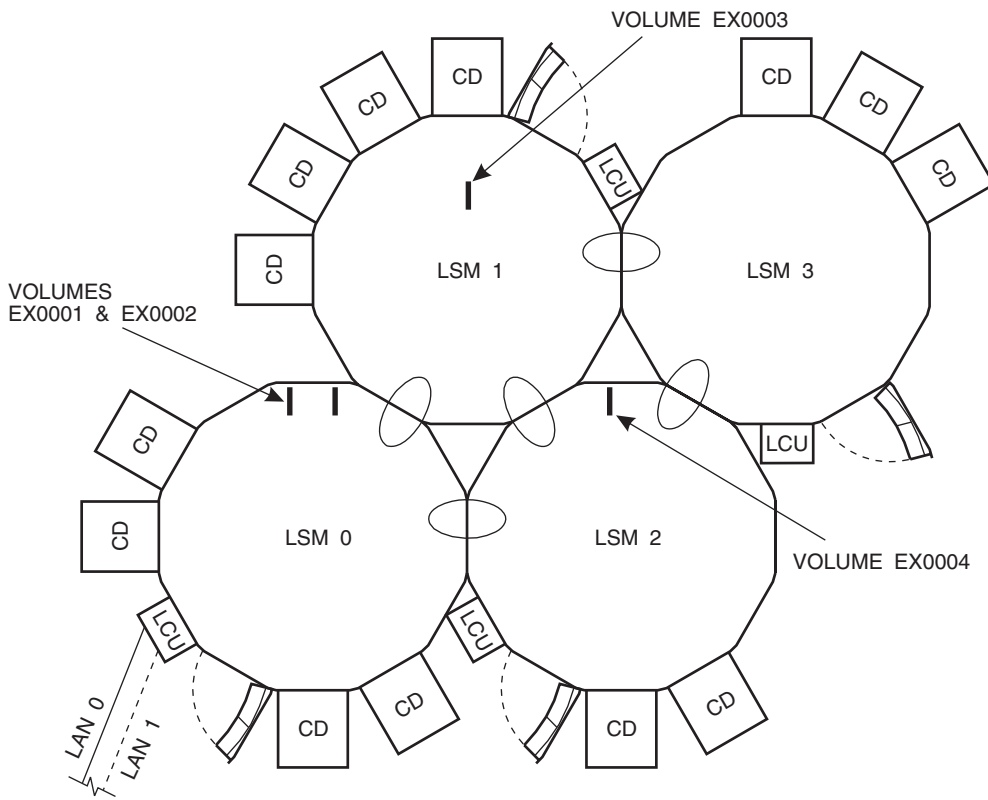 VOLUME EX0003
CD
CD
CD
CD
CD
CD
CD
LCU
LSM 1
LSM 3
VOLUMES
EX0001 & EX0002
CD
CD
LCU
LSM 0
LSM 2
VOLUME EX0004
LCU
LCU
LAN 0
LAN 1
CD
CD
CD
CD